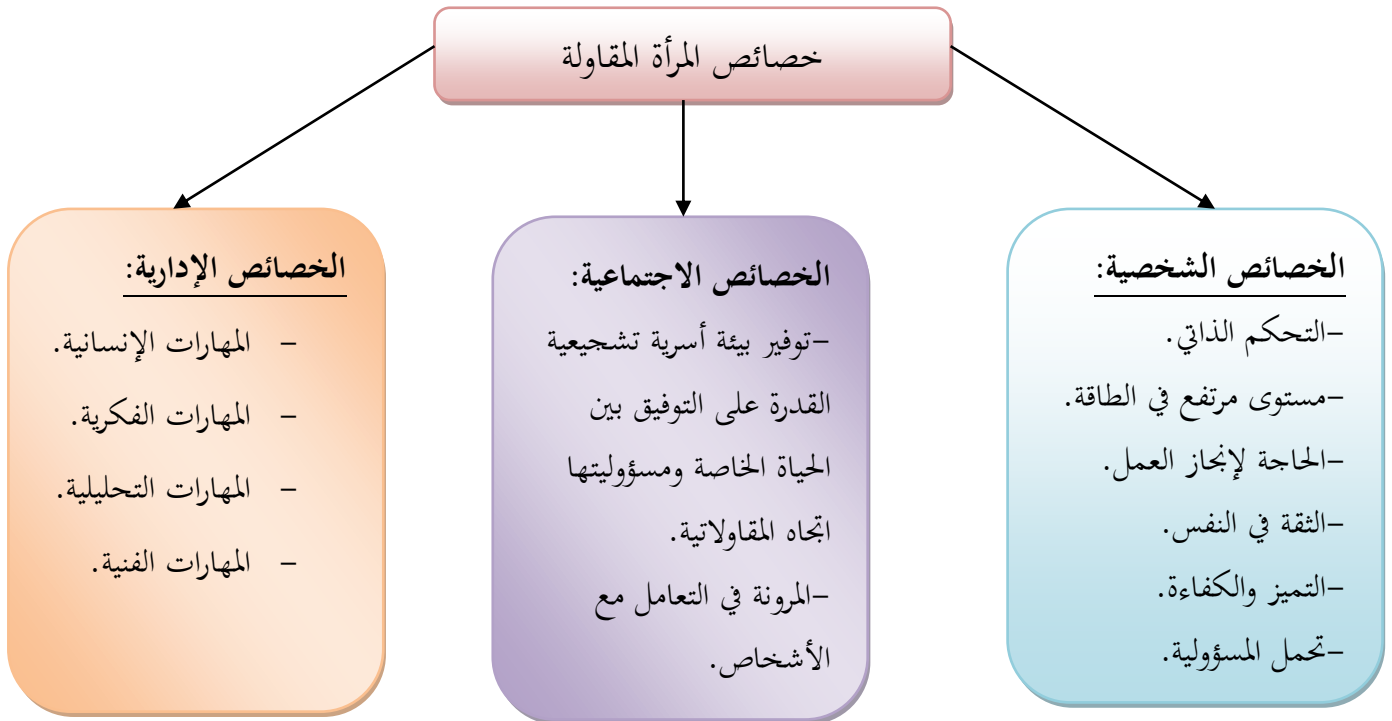 خصائص المرأة المقاولة
الخصائص الشخصية:
-التحكم الذاتي.
-مستوى مرتفع في الطاقة.
-الحاجة لإنجاز العمل.
-الثقة في النفس.
-التميز والكفاءة.
-تحمل المسؤولية.
الخصائص الاجتماعية:
-توفير بيئة أسرية تشجيعية
القدرة على التوفيق بين
الحياة الخاصة ومسؤوليتها
اتجاه المقاولاتية.
-المرونة في التعامل مع
الأشخاص.
الخصائص الإدارية:
- المهارات الإنسانية.
- المهارات الفكرية.
- المهارات التحليلية.
- المهارات الفنية.